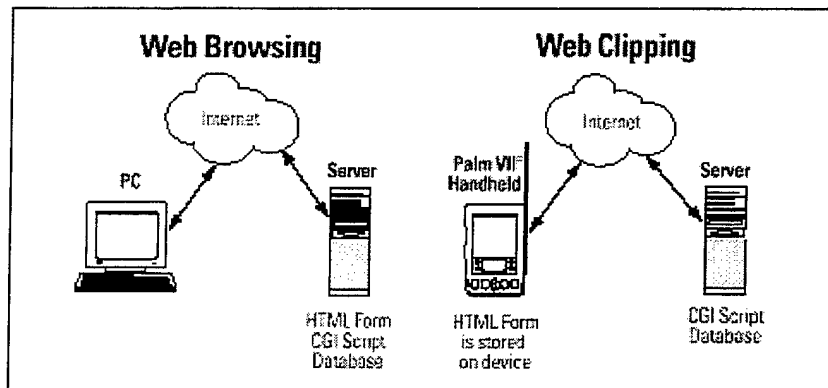 Web Browsing
Internet
PC
Server
HTML Form
CGI Script
Database
Web Clipping
Internet
Palm VII
Handheld
Server
HTML Form
is stored
on device
CGI Script
Database